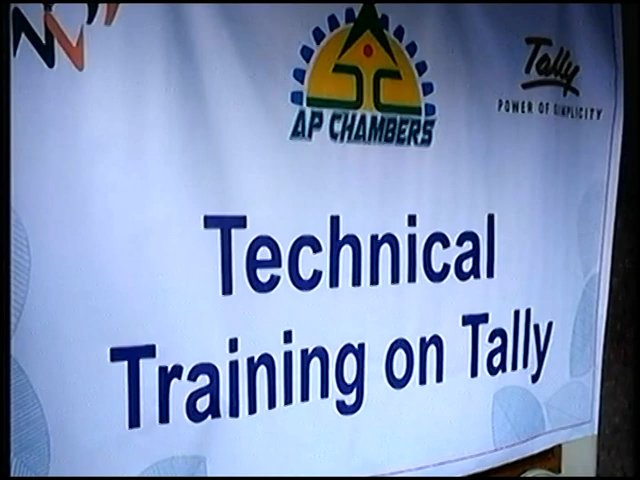 AP CHAMBERS
Tally
POWER OF SIMPLICITY
Technical
Training on Tally